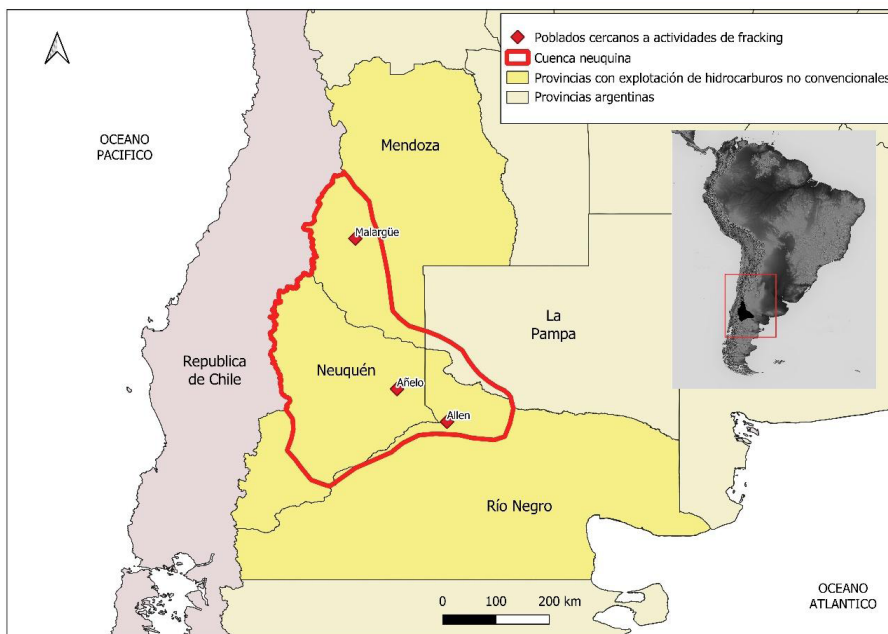 Poblados cercanos a actividades de fracking
Cuenca neuquina
Provincias con explotación de hidrocarburos no convencionales
Provincias argentinas
OCEANO
PACIFICO
Mendoza
Malargüe
La
Pampa
Republica
de Chile
Neuquén
Añelo
Allen
Río Negro
0 100 200 km
OCEANO
ATLANTICO